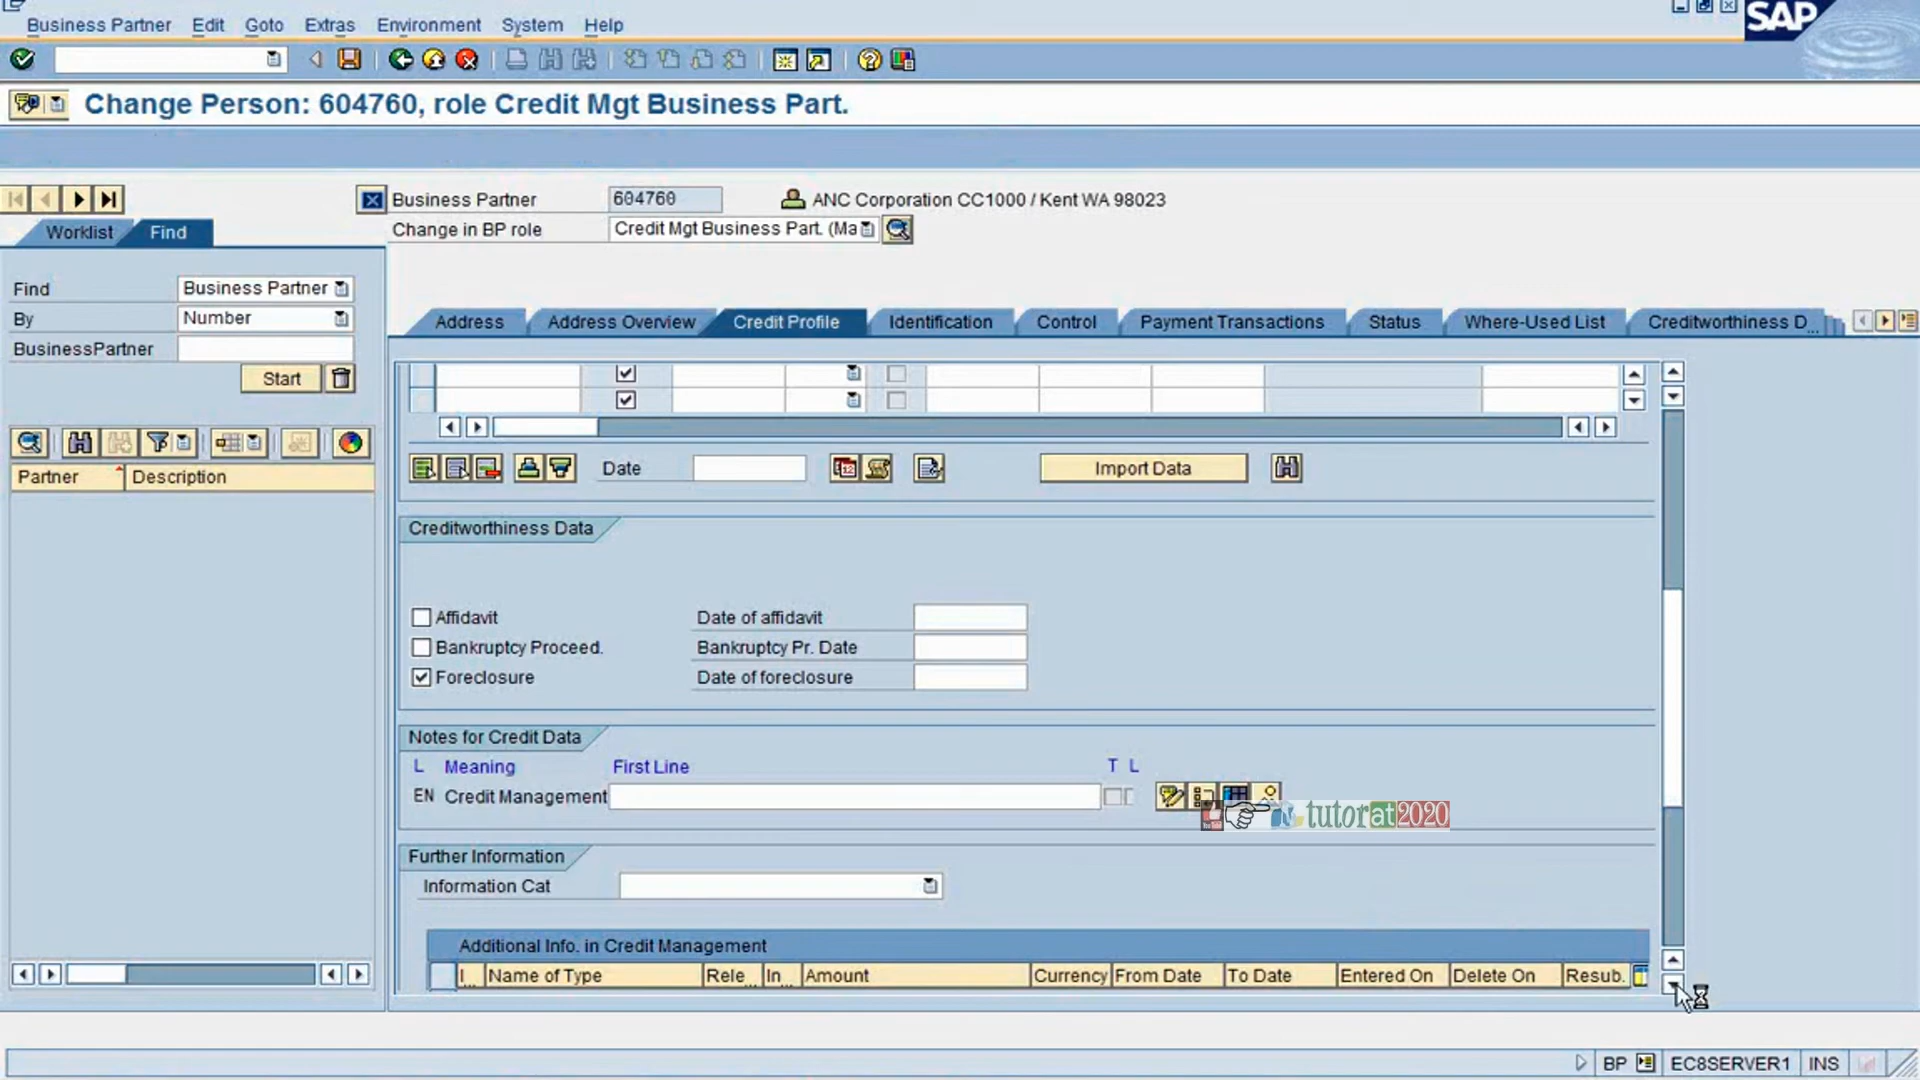 Business Partner Edit Goto Extras Environment System Help
SAP
Change Person: 604760, role Credit Mgt Business Part.
Business Partner 604760 ANC Corporation CC1000 / Kent WA 98023
Change in BP role Credit Mgt Business Part. (Ma
Worklist Find
Find Business Partner
By Number
BusinessPartner
Start
Partner Description
Address Address Overview Credit Profile Identification Control Payment Transactions Status Where-Used List Creditworthiness D...
Date Import Data
Creditworthiness Data
Affidavit Date of affidavit
Bankruptcy Proceed. Bankruptcy Pr. Date
Foreclosure Date of foreclosure
Notes for Credit Data
L Meaning First Line T L
EN Credit Management
tutorat2020
Further Information
Information Cat
Additional Info. in Credit Management
I... Name of Type Rele... In... Amount Currency From Date To Date Entered On Delete On Resub.
BP EC8SERVER1 INS